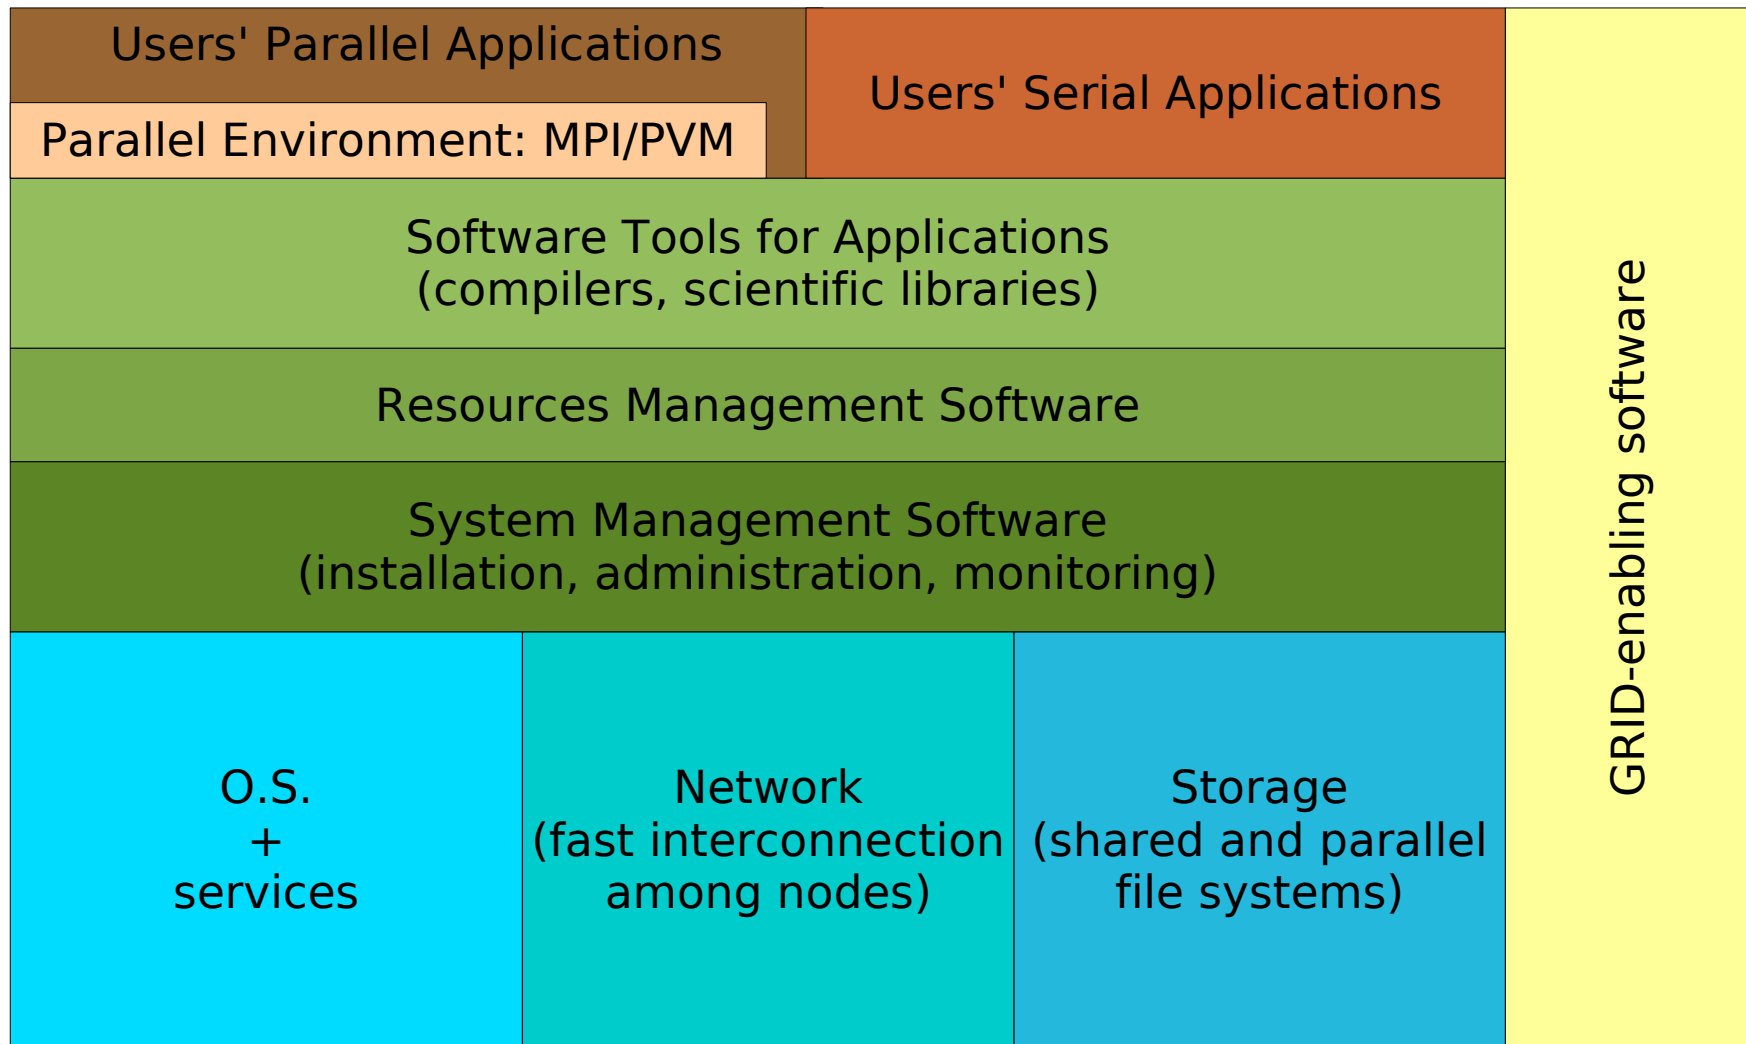 Users' Parallel Applications
Users' Serial Applications
Parallel Environment: MPI/PVM
Software Tools for Applications
(compilers, scientific libraries)
Resources Management Software
System Management Software
(installation, administration, monitoring)
O.S.
+
services
Network
(fast interconnection
among nodes)
Storage
(shared and parallel
file systems)
GRID-enabling software